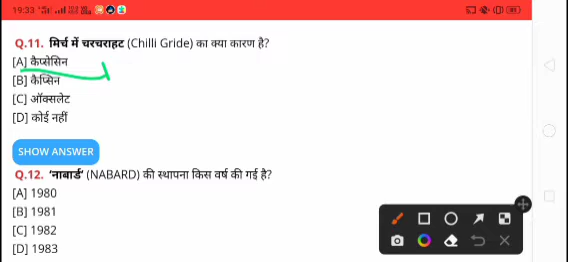 19:33
Q.11. मिर्च में चरचराहट (Chilli Gride) का क्या कारण है?
[A] कैप्सेसिन
[B] कैप्सिन
[C] ऑक्सलेट
[D] कोई नहीं
SHOW ANSWER
Q.12. ‘नाबार्ड’ (NABARD) की स्थापना किस वर्ष की गई है?
[A] 1980
[B] 1981
[C] 1982
[D] 1983